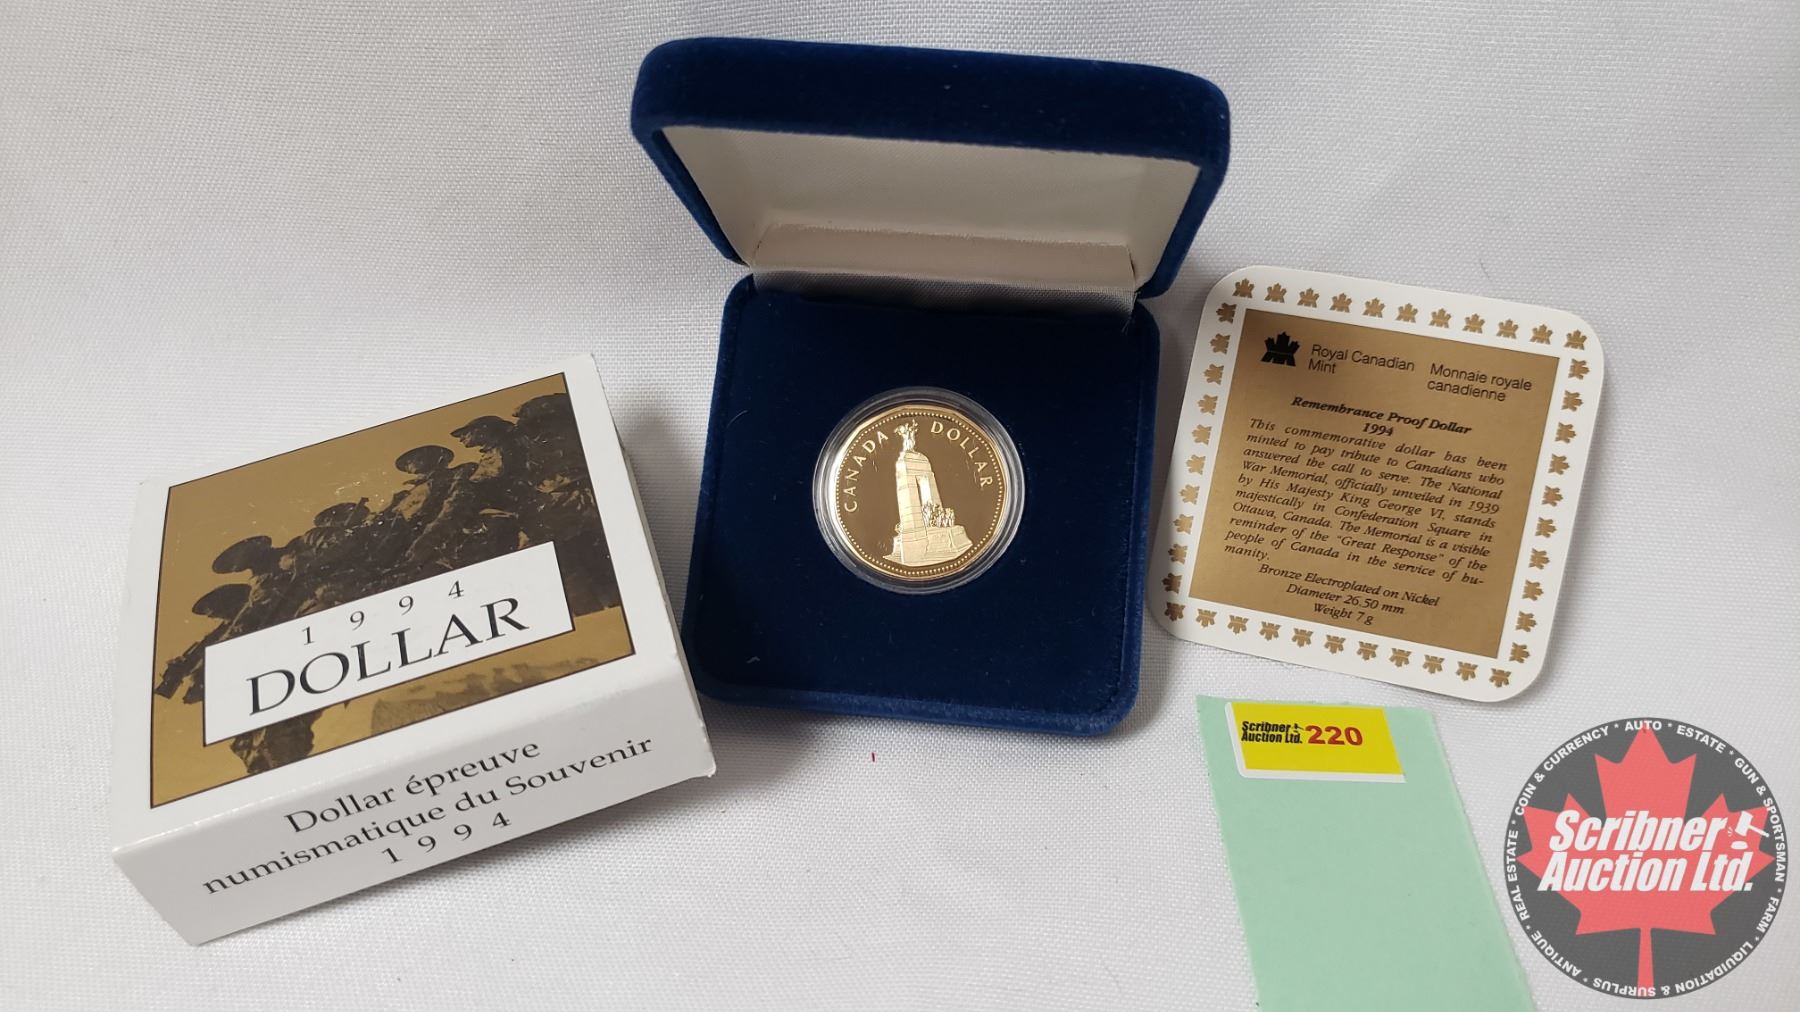 1994
DOLLAR
Dollar épreuve
numismatique du Souvenir
1994
CANADA DOLLAR
Royal Canadian
Mint
Monnaie royale
canadienne
Remembrance Proof Dollar
1994
This commemorative dollar has been
minted to pay tribute to Canadians who
answered the call to serve. The National
War Memorial, officially unveiled in 1939
by His Majesty King George VI, stands
majestically in Confederation Square in
Ottawa, Canada. The Memorial is a visible
reminder of the "Great Response" of the
people of Canada in the service of hu-
manity.
Bronze Electroplated on Nickel
Diameter 26.50 mm
Weight 7 g
Scribner
Auction Ltd. 220
Scribner
Auction Ltd.
COIN & CURRENCY * AUTO * ESTATE * GUN & SPORTSMAN * FARM * LIQUIDATION & SURPLUS * ANTIQUE * REAL ESTATE *